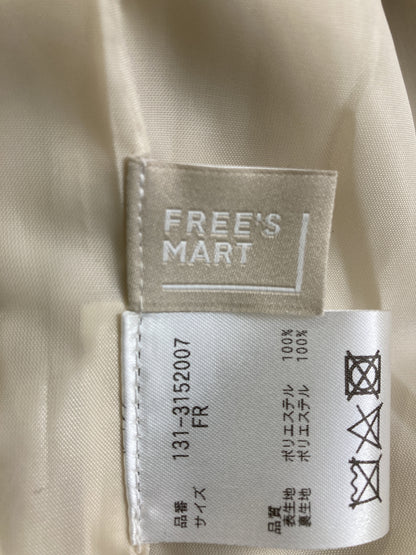 FREE'S
MART
品番 131-3152007
サイズ FR
品質
表生地 ポリエステル 100%
裏生地 ポリエステル 100%